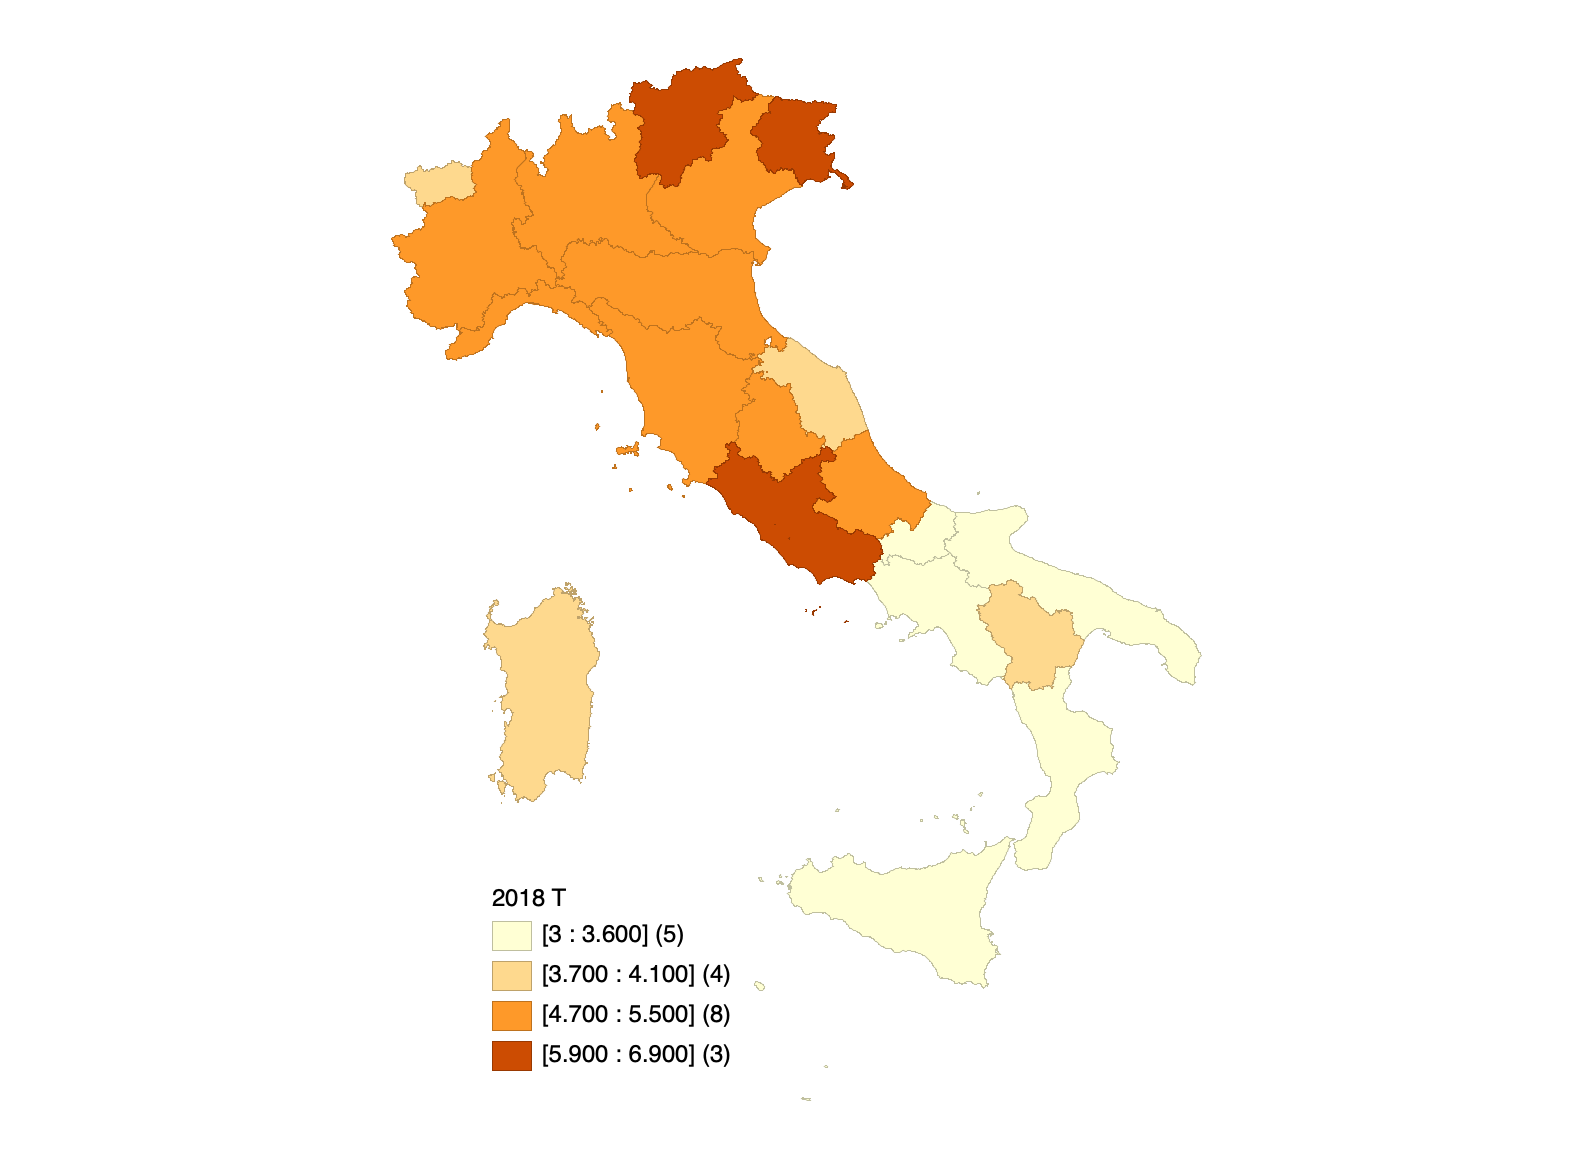 2018 T
[3 : 3.600] (5)
[3.700 : 4.100] (4)
[4.700 : 5.500] (8)
[5.900 : 6.900] (3)